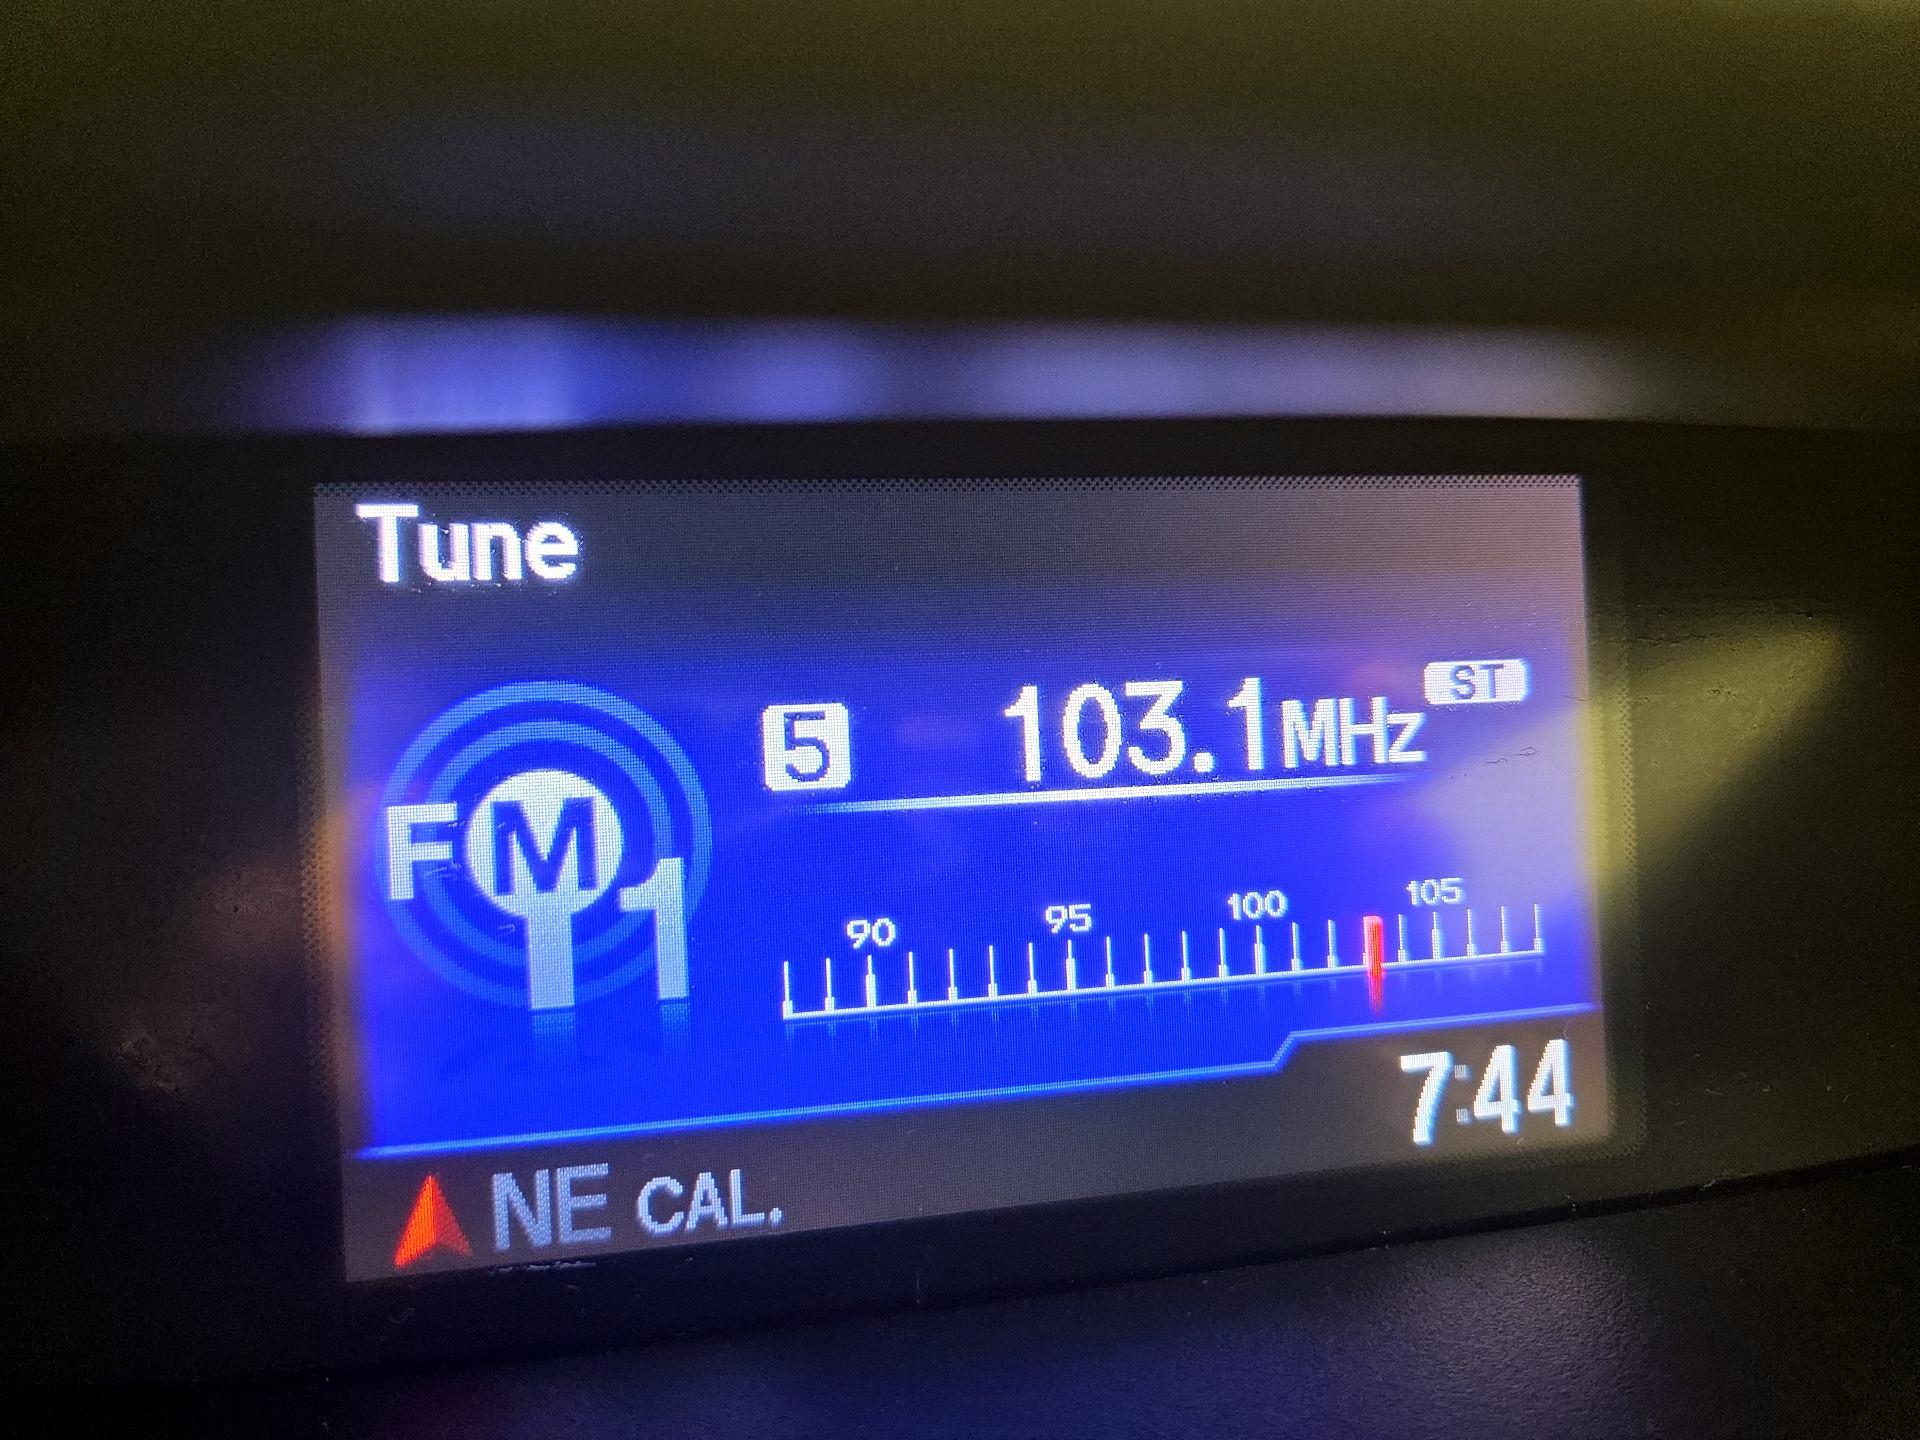 Tune
5 103.1MHz ST
FM1
90 95 100 105
7:44
NE CAL.